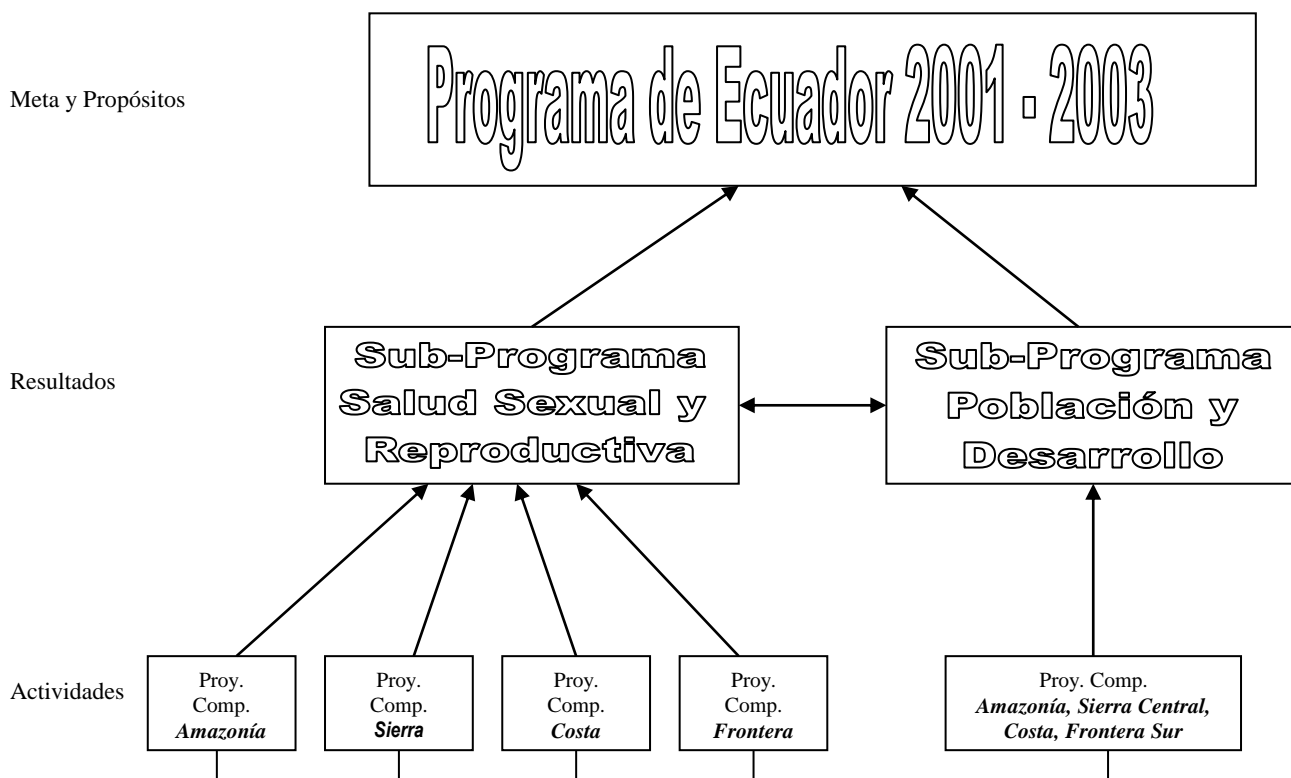 Meta y Propósitos
Programa de Ecuador 2001 - 2003
Resultados
Sub-Programa
Salud Sexual y
Reproductiva
Sub-Programa
Población y
Desarrollo
Actividades
Proy.
Comp.
Amazonía
Proy.
Comp.
Sierra
Proy.
Comp.
Costa
Proy.
Comp.
Frontera
Proy. Comp.
Amazonía, Sierra Central,
Costa, Frontera Sur